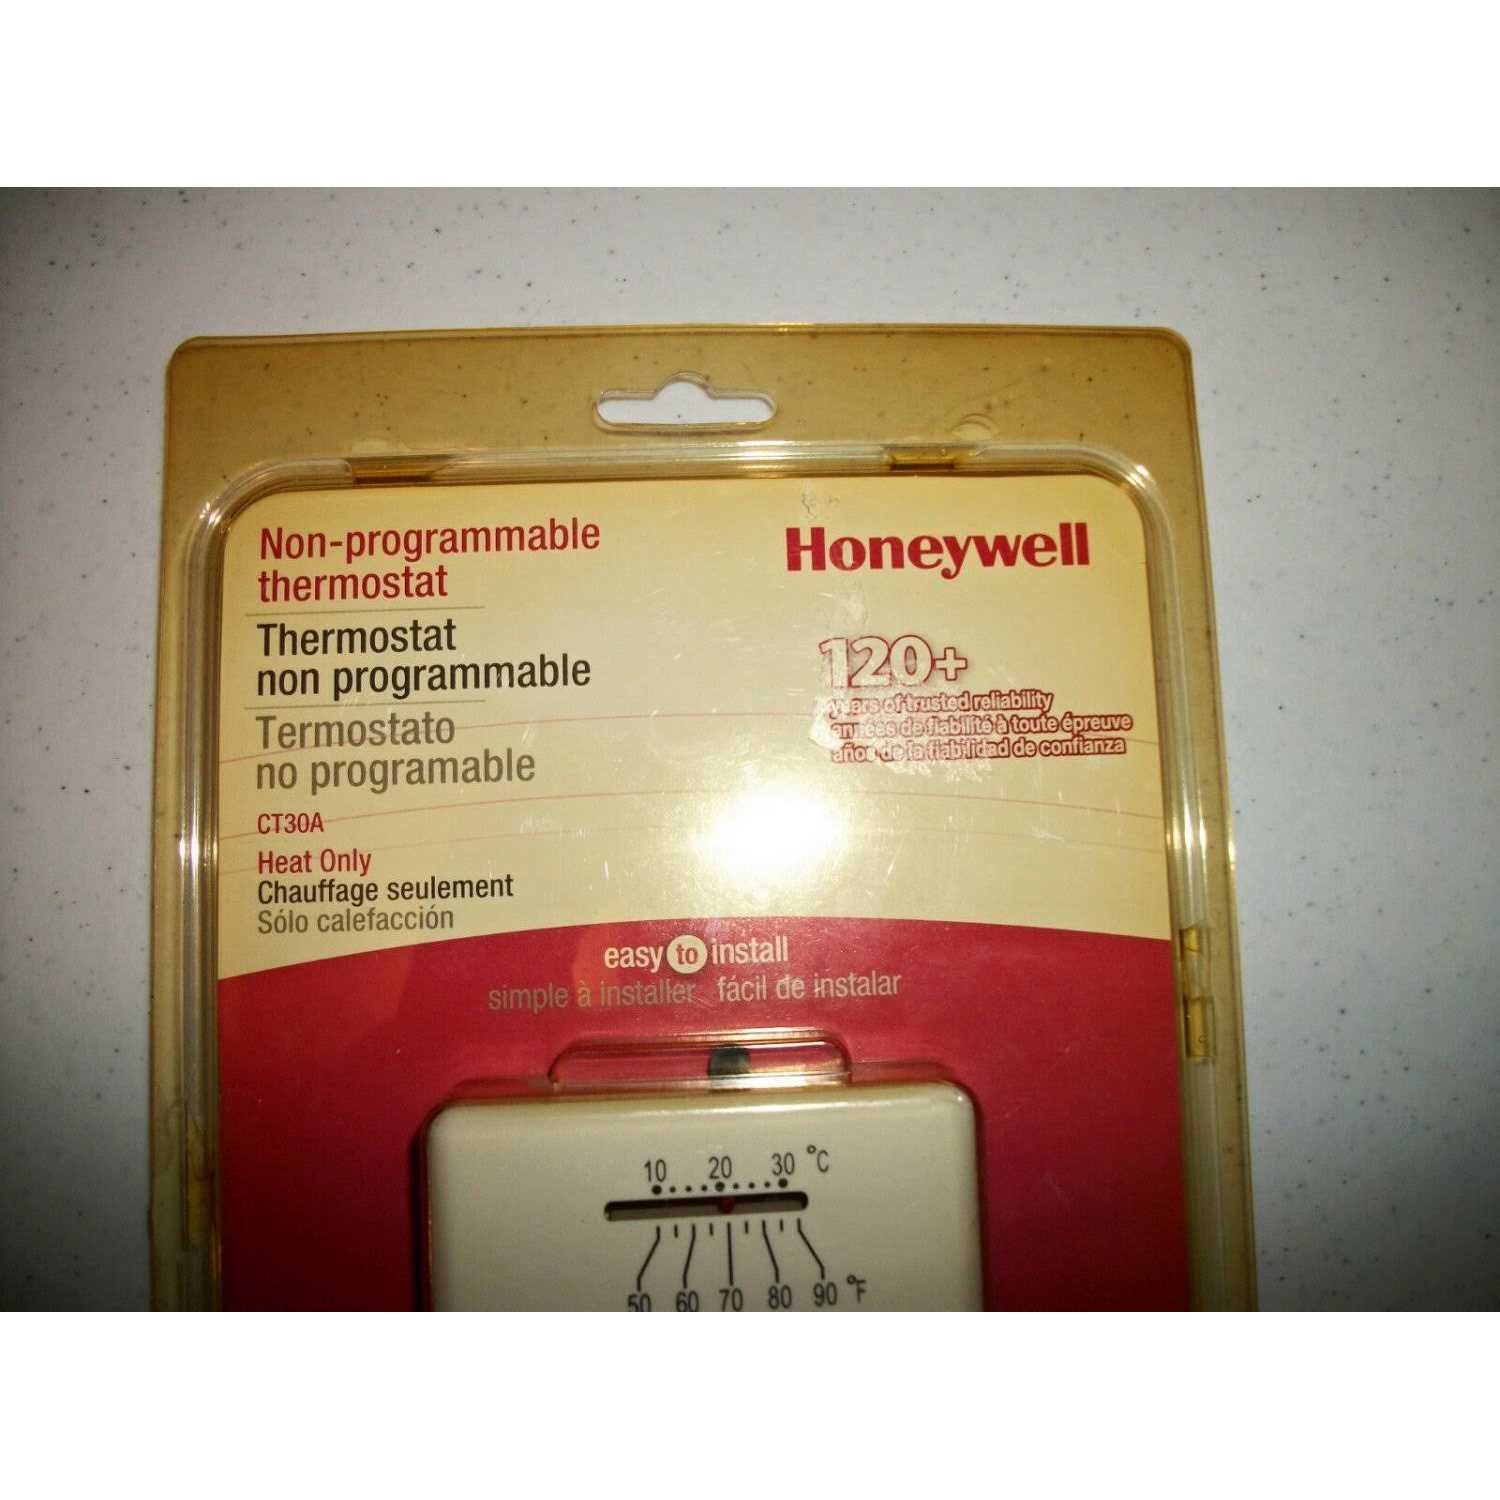 Non-programmable
thermostat
Thermostat
non programmable
Termostato
no programable
CT30A
Heat Only
Chauffage seulement
Sólo calefacción
Honeywell
120+
years of trusted reliability
années de fiabilité à toute épreuve
años de la fiabilidad de confianza
easy to install
simple à installer fácil de instalar
10 20 30 °C
50 60 70 80 90 °F